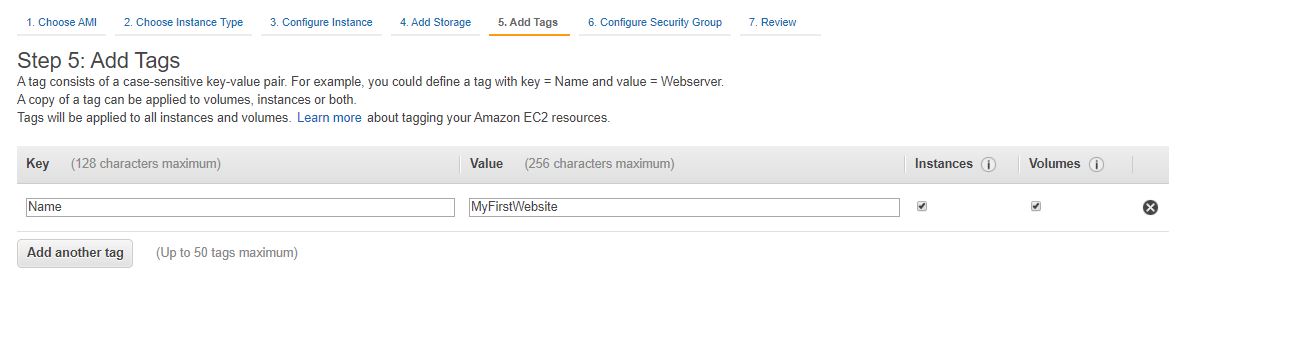 1. Choose AMI 2. Choose Instance Type 3. Configure Instance 4. Add Storage 5. Add Tags 6. Configure Security Group 7. Review
Step 5: Add Tags
A tag consists of a case-sensitive key-value pair. For example, you could define a tag with key = Name and value = Webserver.
A copy of a tag can be applied to volumes, instances or both.
Tags will be applied to all instances and volumes. Learn more about tagging your Amazon EC2 resources.
Key (128 characters maximum) Value (256 characters maximum) Instances i Volumes i
Name MyFirstWebsite
Add another tag (Up to 50 tags maximum)